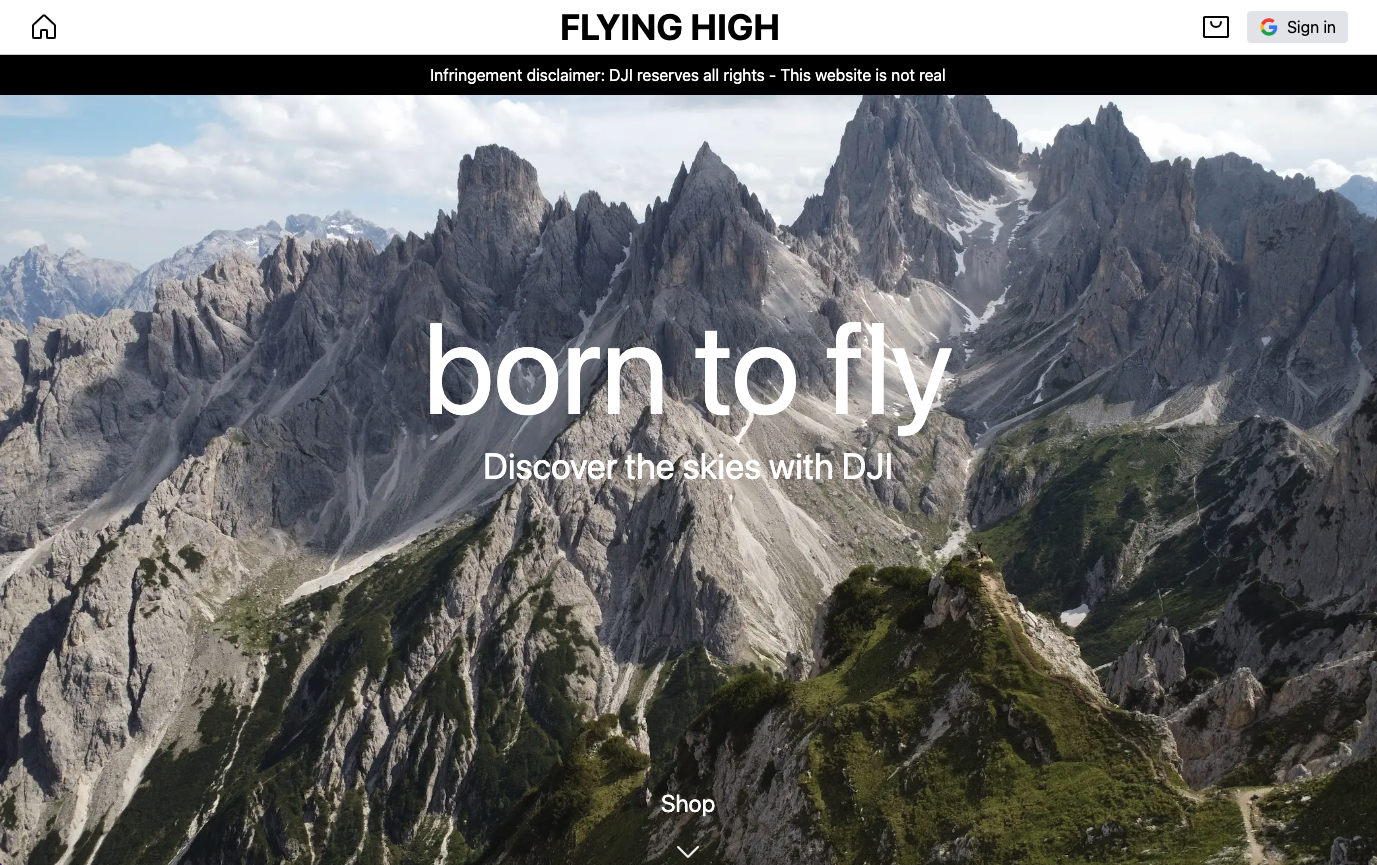 FLYING HIGH
Sign in
Infringement disclaimer: DJI reserves all rights - This website is not real
born to fly
Discover the skies with DJI
Shop